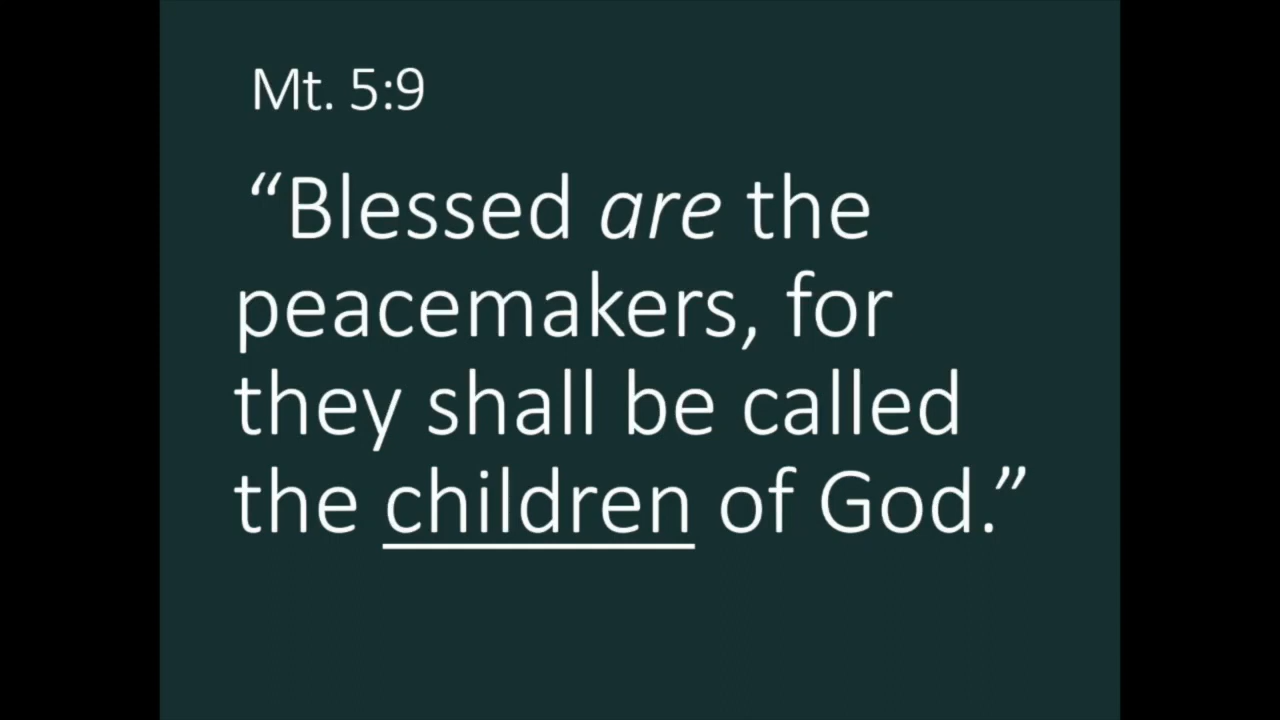 Mt. 5:9
“Blessed are the
peacemakers, for
they shall be called
the children of God.”